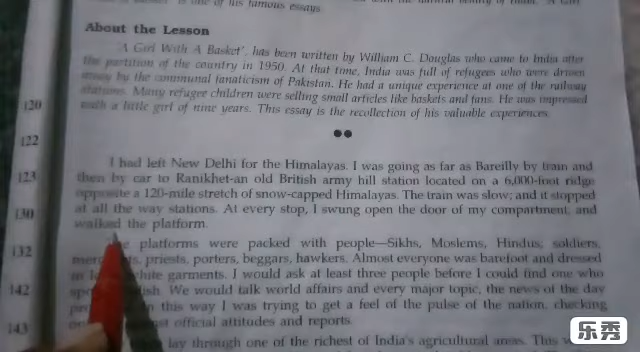 of his famous essays.
About the Lesson
'A Girl With A Basket', has been written by William C. Douglas who came to India after
the partition of the country in 1950. At that time, India was full of refugees who were driven
away by the communal fanaticism of Pakistan. He had a unique experience at one of the railway
stations. Many refugee children were selling small articles like baskets and fans. He was impressed
with a little girl of nine years. This essay is the recollection of his valuable experiences.
120
122
I had left New Delhi for the Himalayas. I was going as far as Bareilly by train and
123
then by car to Ranikhet-an old British army hill station located on a 6,000-foot ridge
opposite a 120-mile stretch of snow-capped Himalayas. The train was slow; and it stopped
130
at all the way stations. At every stop, I swung open the door of my compartment, and
walked the platform.
132
platforms were packed with people—Sikhs, Moslems, Hindus, soldiers,
priests, porters, beggars, hawkers. Almost everyone was barefoot and dressed
white garments. I would ask at least three people before I could find one who
142
We would talk world affairs and every major topic, the news of the day
this way I was trying to get a feel of the pulse of the nation, checking
143
official attitudes and reports.
lay through one of the richest of India's agricultural areas. This
乐秀